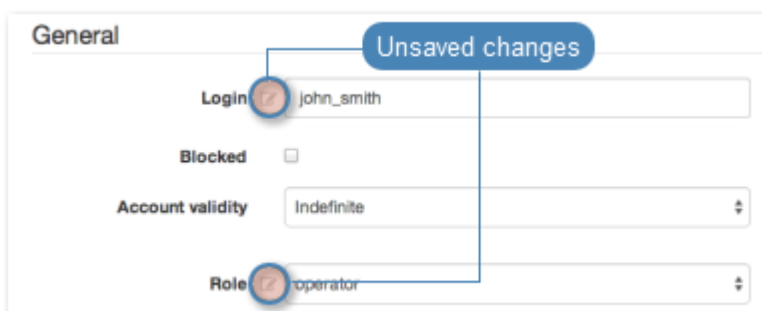 General
Unsaved changes
Login john_smith
Blocked
Account validity Indefinite
Role operator